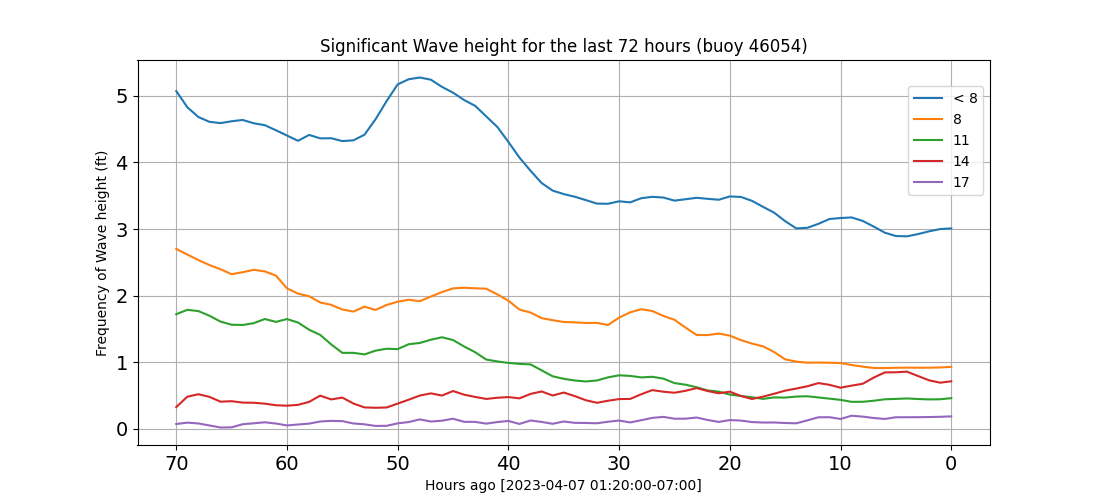 Significant Wave height for the last 72 hours (buoy 46054)
Frequency of Wave height (ft)
5
4
3
2
1
0
< 8
8
11
14
17
70 60 50 40 30 20 10 0
Hours ago [2023-04-07 01:20:00-07:00]